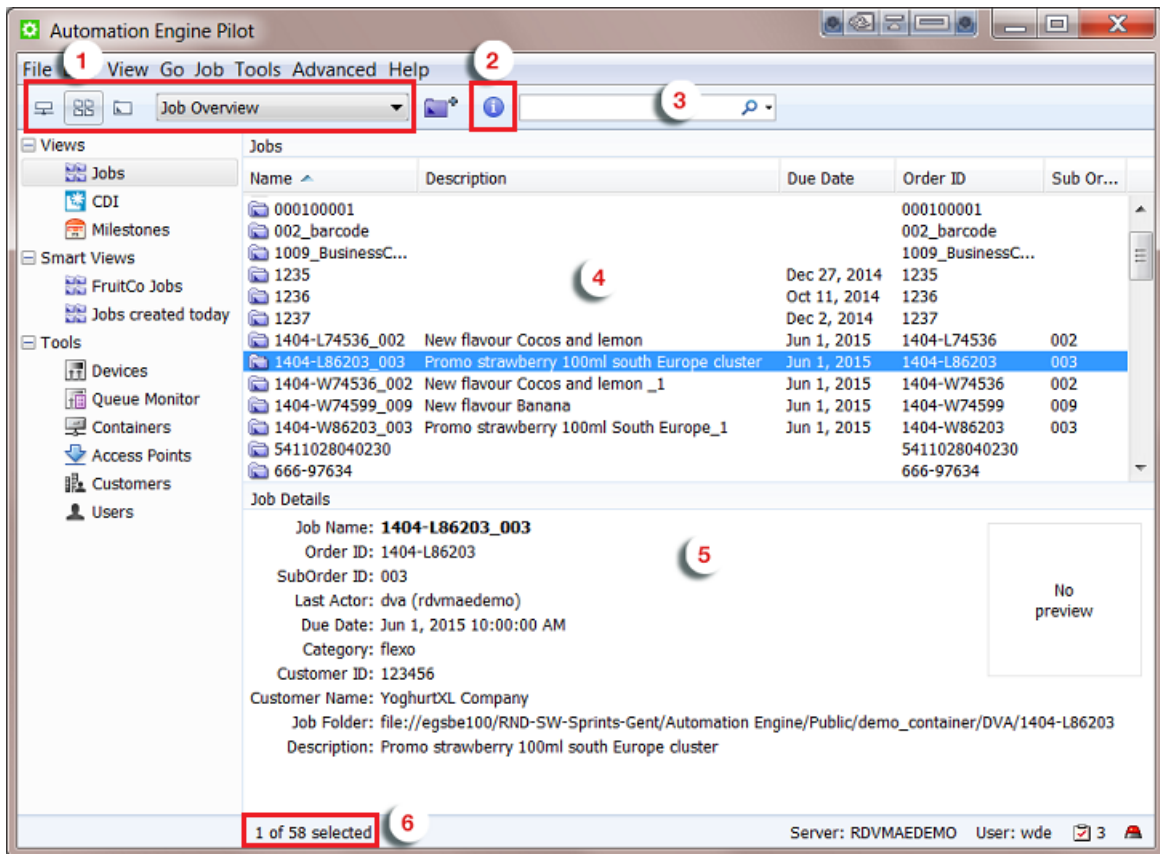 Automation Engine Pilot
File View Go Job Tools Advanced Help
1
2
Job Overview
3
Views
Jobs
CDI
Milestones
Smart Views
FruitCo Jobs
Jobs created today
Tools
Devices
Queue Monitor
Containers
Access Points
Customers
Users
Jobs
Name Description Due Date Order ID Sub Or...
000100001 000100001
002_barcode 002_barcode
1009_BusinessC... 1009_BusinessC...
1235 Dec 27, 2014 1235
4
1236 Oct 11, 2014 1236
1237 Dec 2, 2014 1237
1404-L74536_002 New flavour Cocos and lemon Jun 1, 2015 1404-L74536 002
1404-L86203_003 Promo strawberry 100ml south Europe cluster Jun 1, 2015 1404-L86203 003
1404-W74536_002 New flavour Cocos and lemon _1 Jun 1, 2015 1404-W74536 002
1404-W74599_009 New flavour Banana Jun 1, 2015 1404-W74599 009
1404-W86203_003 Promo strawberry 100ml South Europe_1 Jun 1, 2015 1404-W86203 003
5411028040230 5411028040230
666-97634 666-97634
Job Details
Job Name: 1404-L86203_003
Order ID: 1404-L86203
5
SubOrder ID: 003
Last Actor: dva (rdvmaedemo)
Due Date: Jun 1, 2015 10:00:00 AM
Category: flexo
Customer ID: 123456
Customer Name: YoghurtXL Company
Job Folder: file://egsbe100/RND-SW-Sprints-Gent/Automation Engine/Public/demo_container/DVA/1404-L86203
Description: Promo strawberry 100ml south Europe cluster
No
preview
1 of 58 selected
6
Server: RDVMAEDEMO User: wde 3